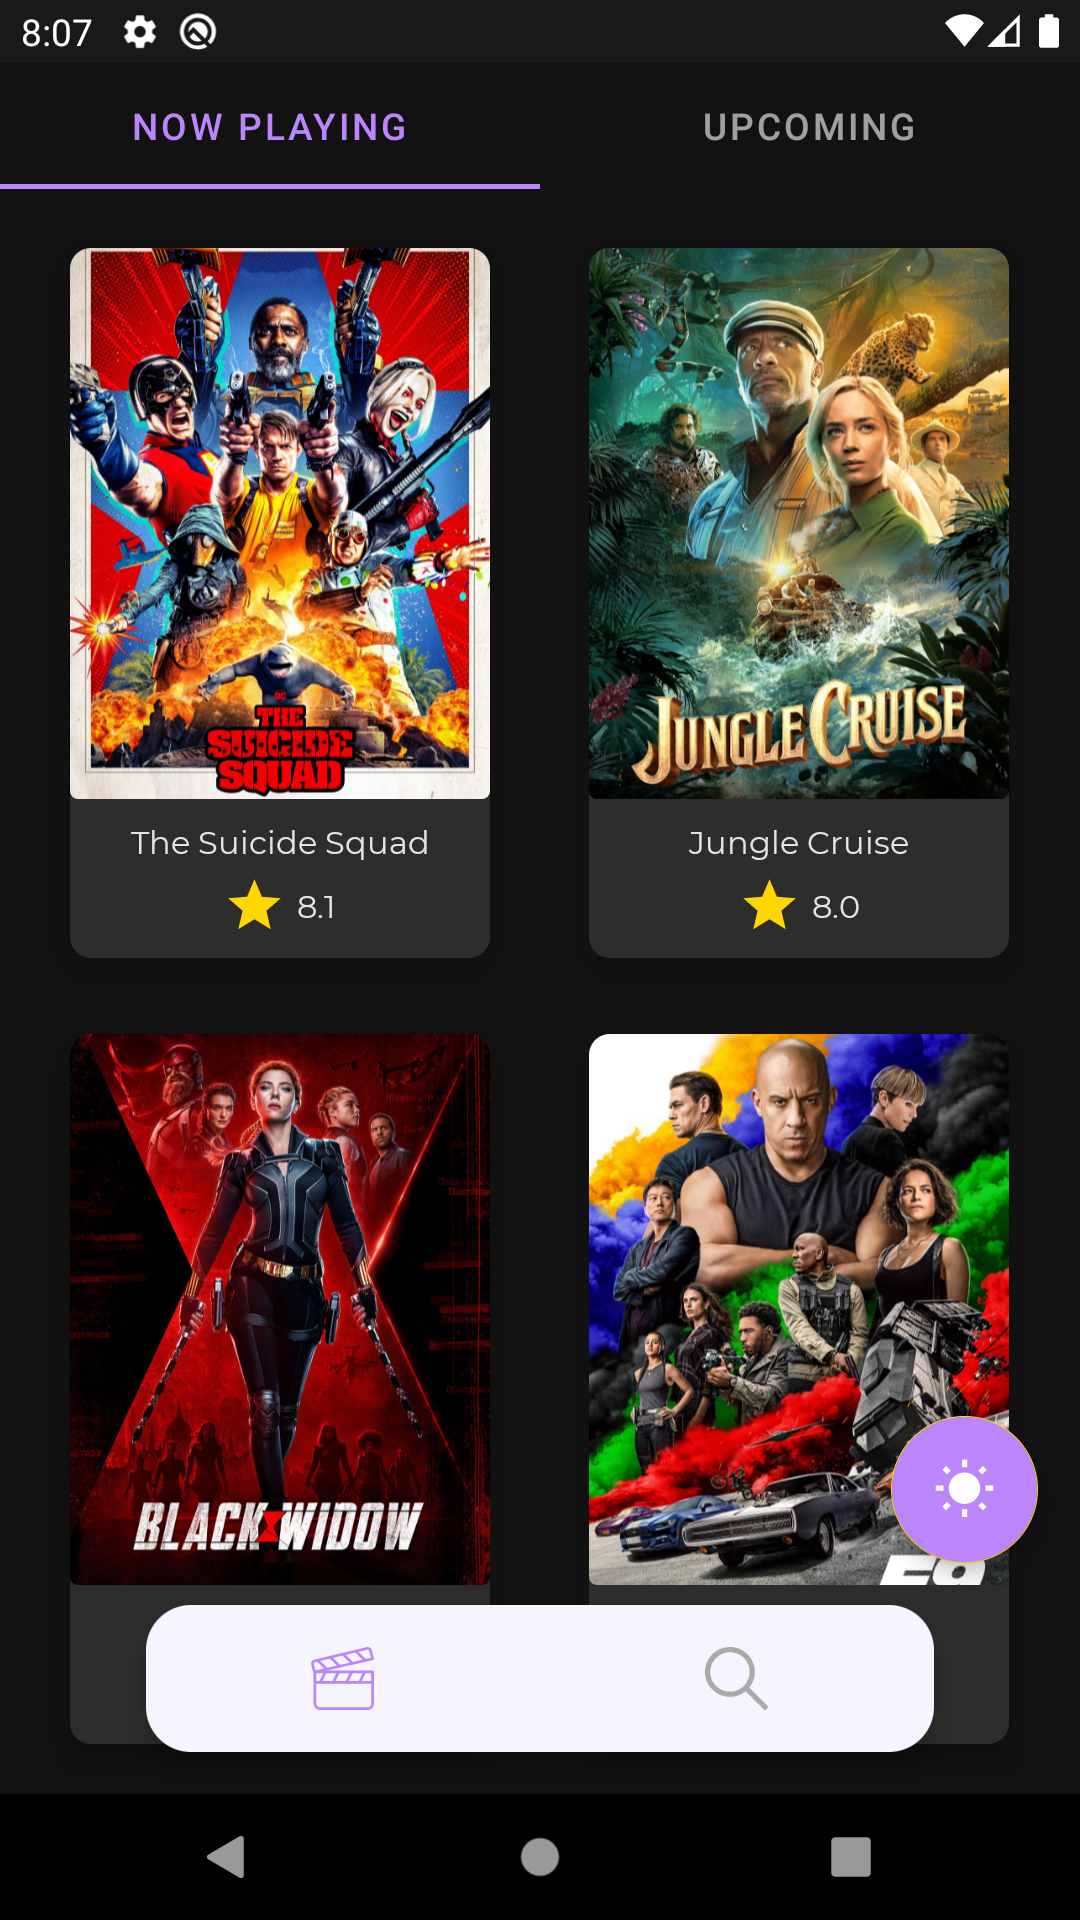 8:07
NOW PLAYING
UPCOMING
DC
THE
SUICIDE
SQUAD
JUNGLE CRUISE
The Suicide Squad
Jungle Cruise
8.1
8.0
BLACK WIDOW
F9